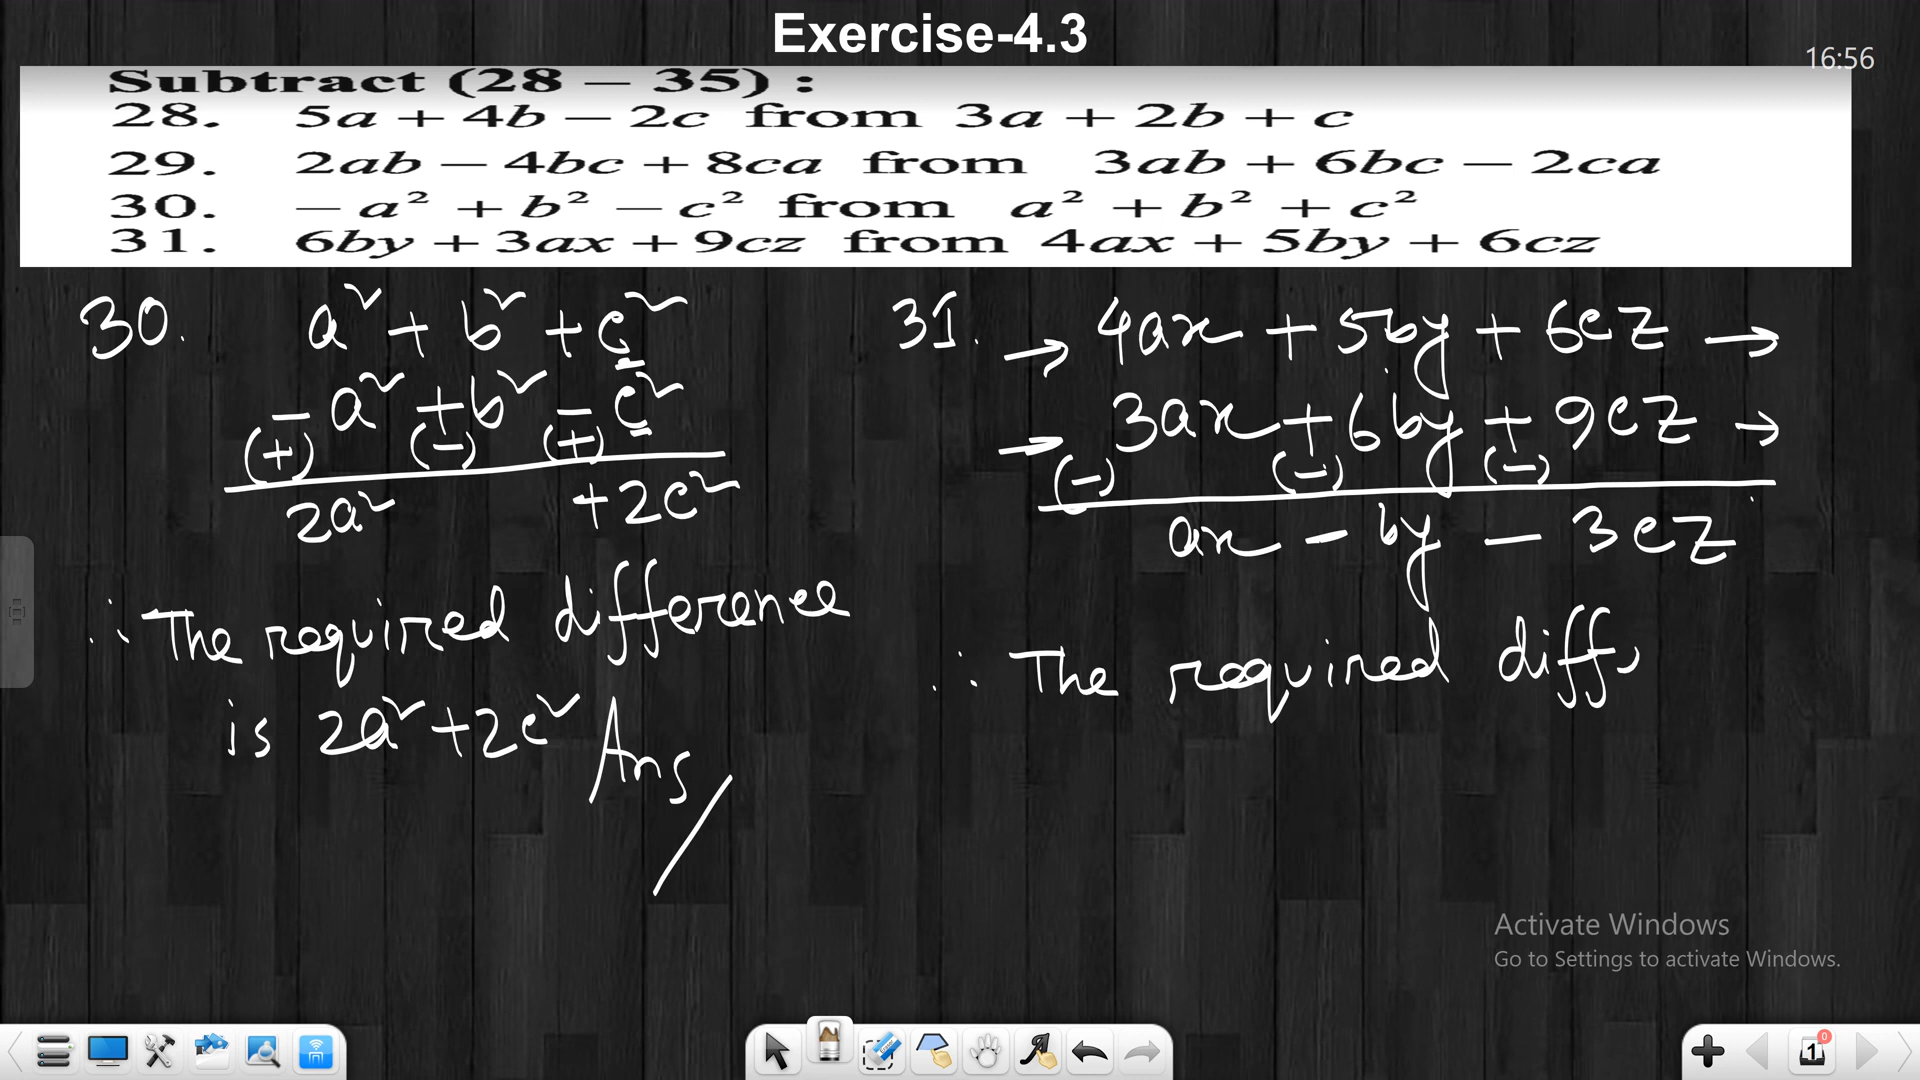 Exercise-4.3
16:56
Subtract (28 – 35) :
28. 5a + 4b – 2c from 3a + 2b + c
29. 2ab – 4bc + 8ca from 3ab + 6bc – 2ca
30. – a² + b² – c² from a² + b² + c²
31. 6by + 3ax + 9cz from 4ax + 5by + 6cz
30. a² + b² + c²
– a² + b² – c²
(+) (–) (+)
2a² +2c²
∴ The required difference
is 2a²+2c² Ans
31. → 4ax + 5by + 6cz →
→ 3ax + 6by + 9cz →
(–) (–) (–)
ax – by – 3cz
∴ The required diff,
Activate Windows
Go to Settings to activate Windows.
1
0